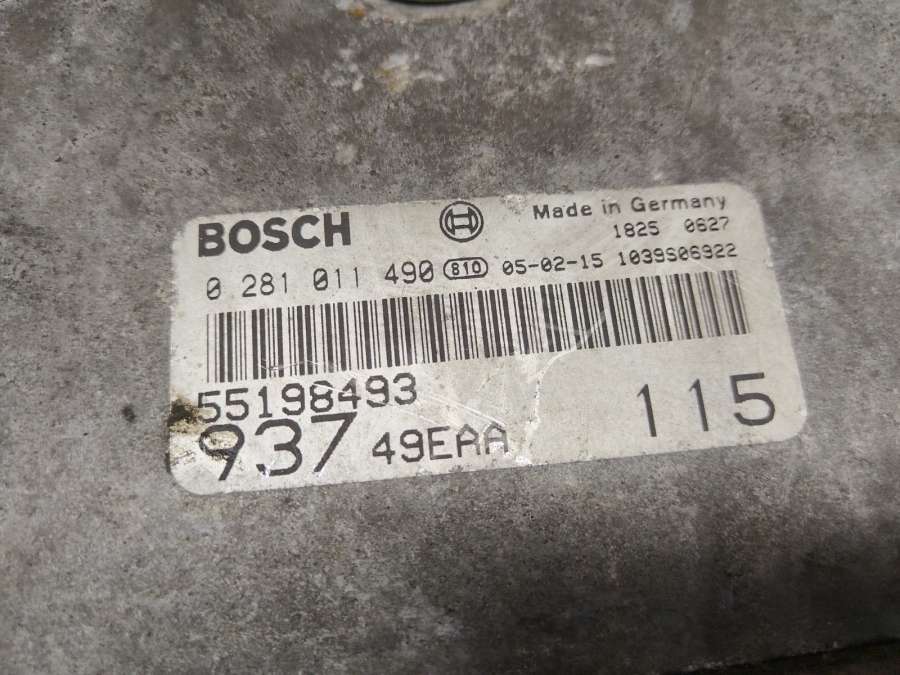 BOSCH Made in Germany
1825 0627
0 281 011 490 810 05-02-15 1039S06922
55198493
937 49EAA 115